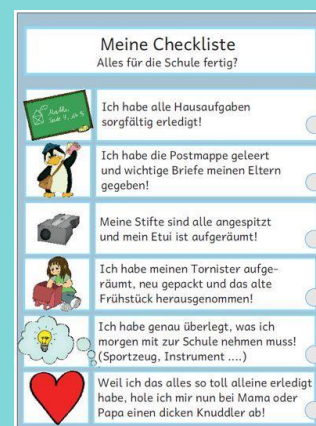 Meine Checkliste
Alles für die Schule fertig?
Ich habe alle Hausaufgaben
sorgfältig erledigt!
Ich habe die Postmappe geleert
und wichtige Briefe meinen Eltern
gegeben!
Meine Stifte sind alle angespitzt
und mein Etui ist aufgeräumt!
Ich habe meinen Tornister aufge-
räumt, neu gepackt und das alte
Frühstück herausgenommen!
Ich habe genau überlegt, was ich
morgen mit zur Schule nehmen muss!
(Sportzeug, Instrument ....)
Weil ich das alles so toll alleine erledigt
habe, hole ich mir nun bei Mama oder
Papa einen dicken Knuddler ab!